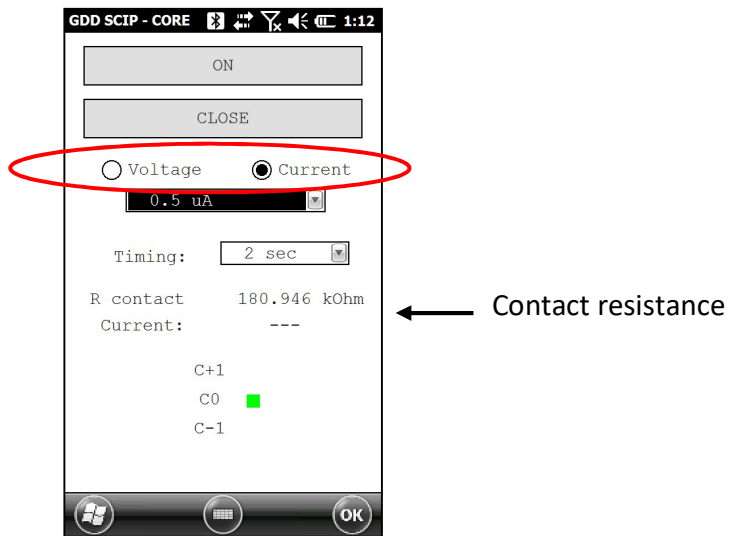 GDD SCIP - CORE 1:12
ON
CLOSE
Voltage Current
0.5 uA
Timing: 2 sec
R contact 180.946 kOhm
Contact resistance
Current: ---
C+1
C0
C-1
OK